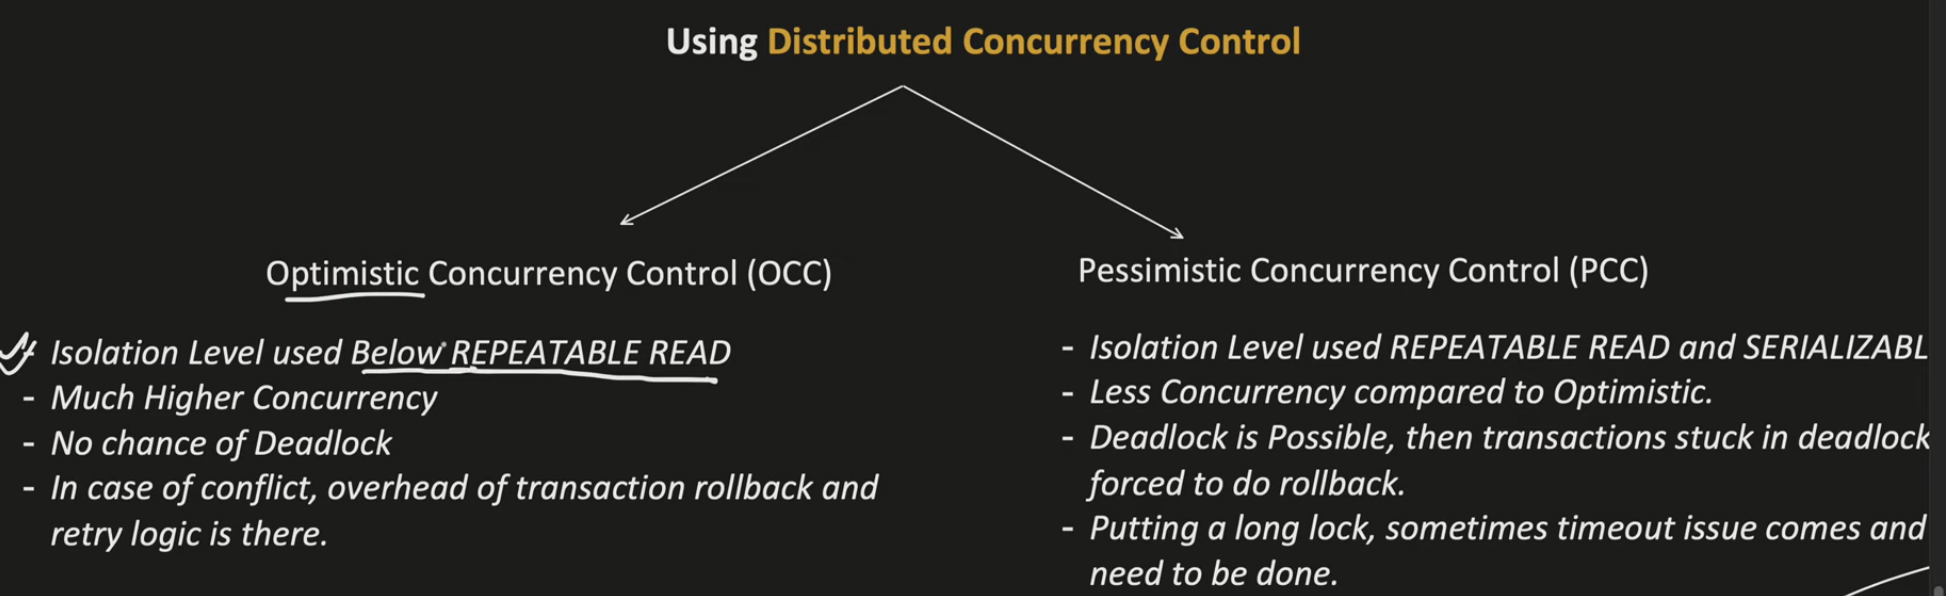 Using Distributed Concurrency Control
Optimistic Concurrency Control (OCC)
- Isolation Level used Below REPEATABLE READ
- Much Higher Concurrency
- No chance of Deadlock
- In case of conflict, overhead of transaction rollback and
retry logic is there.
Pessimistic Concurrency Control (PCC)
- Isolation Level used REPEATABLE READ and SERIALIZABL
- Less Concurrency compared to Optimistic.
- Deadlock is Possible, then transactions stuck in deadlock
forced to do rollback.
- Putting a long lock, sometimes timeout issue comes and
need to be done.